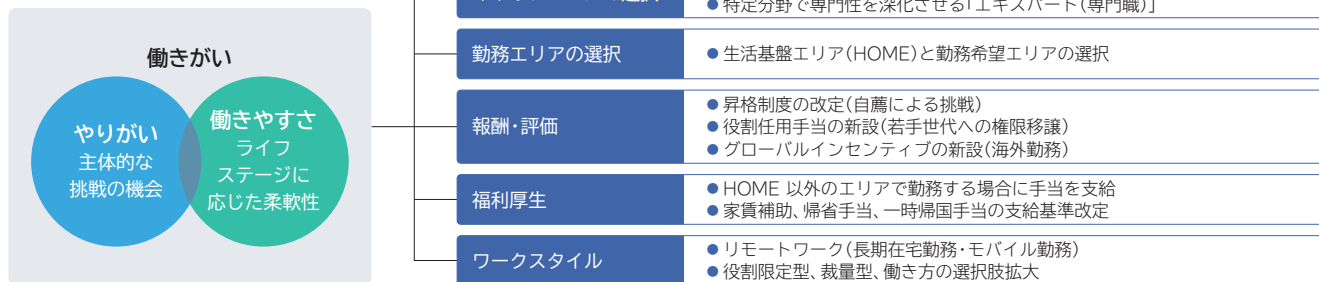 ● 特定分野で専門性を深化させる「エキスパート(専門職)」
働きがい
やりがい
主体的な
挑戦の機会
働きやすさ
ライフ
ステージに
応じた柔軟性
勤務エリアの選択
● 生活基盤エリア(HOME)と勤務希望エリアの選択
報酬・評価
● 昇格制度の改定(自薦による挑戦)
● 役割任用手当の新設(若手世代への権限移譲)
● グローバルインセンティブの新設(海外勤務)
福利厚生
● HOME 以外のエリアで勤務する場合に手当を支給
● 家賃補助、帰省手当、一時帰国手当の支給基準改定
ワークスタイル
● リモートワーク(長期在宅勤務・モバイル勤務)
● 役割限定型、裁量型、働き方の選択肢拡大